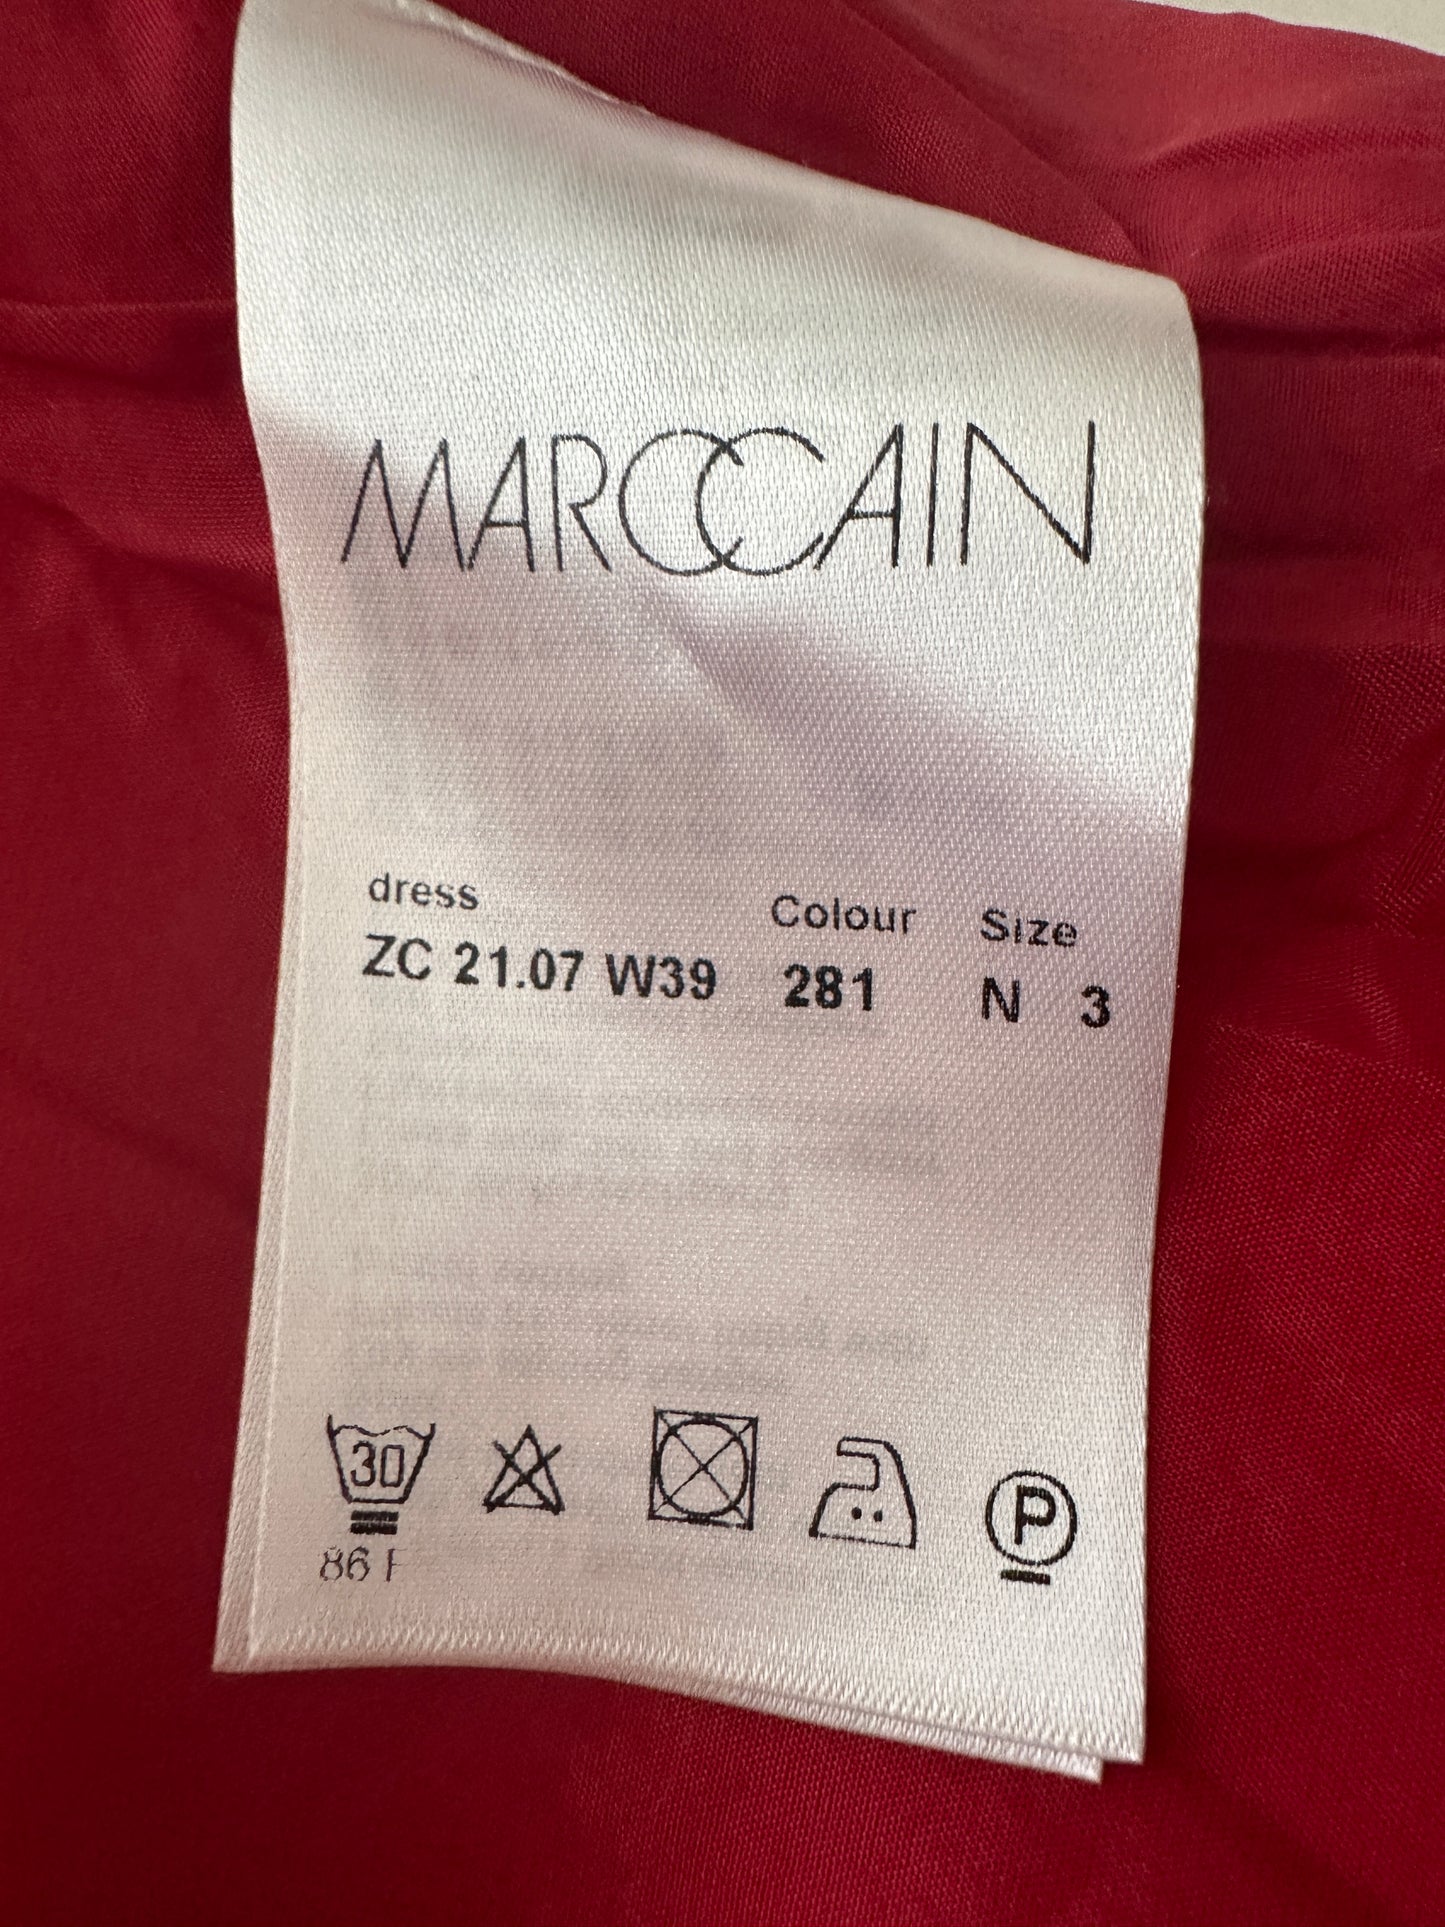 MARCCAIN
dress Colour Size
ZC 21.07 W39 281 N 3
30
P
86 F